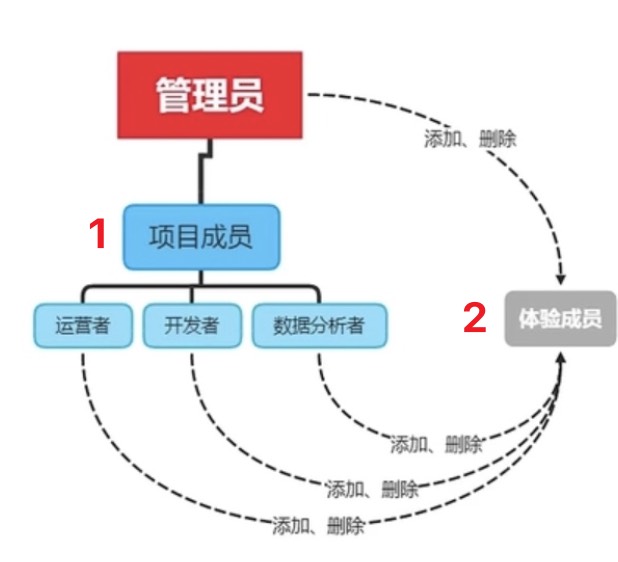 管理员
添加、删除
1
项目成员
运营者
开发者
数据分析者
2
体验成员
添加、删除
添加、删除
添加、删除